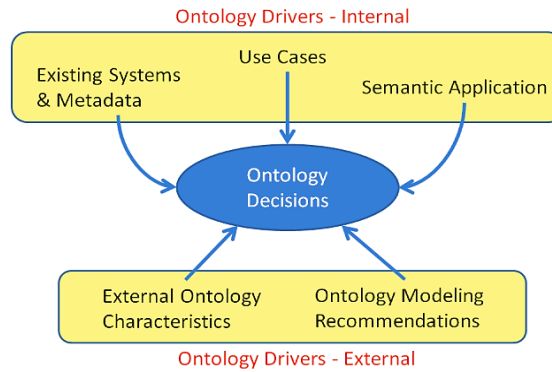 Ontology Drivers - Internal
Use Cases
Existing Systems
& Metadata
Semantic Application
Ontology
Decisions
External Ontology
Characteristics
Ontology Modeling
Recommendations
Ontology Drivers - External